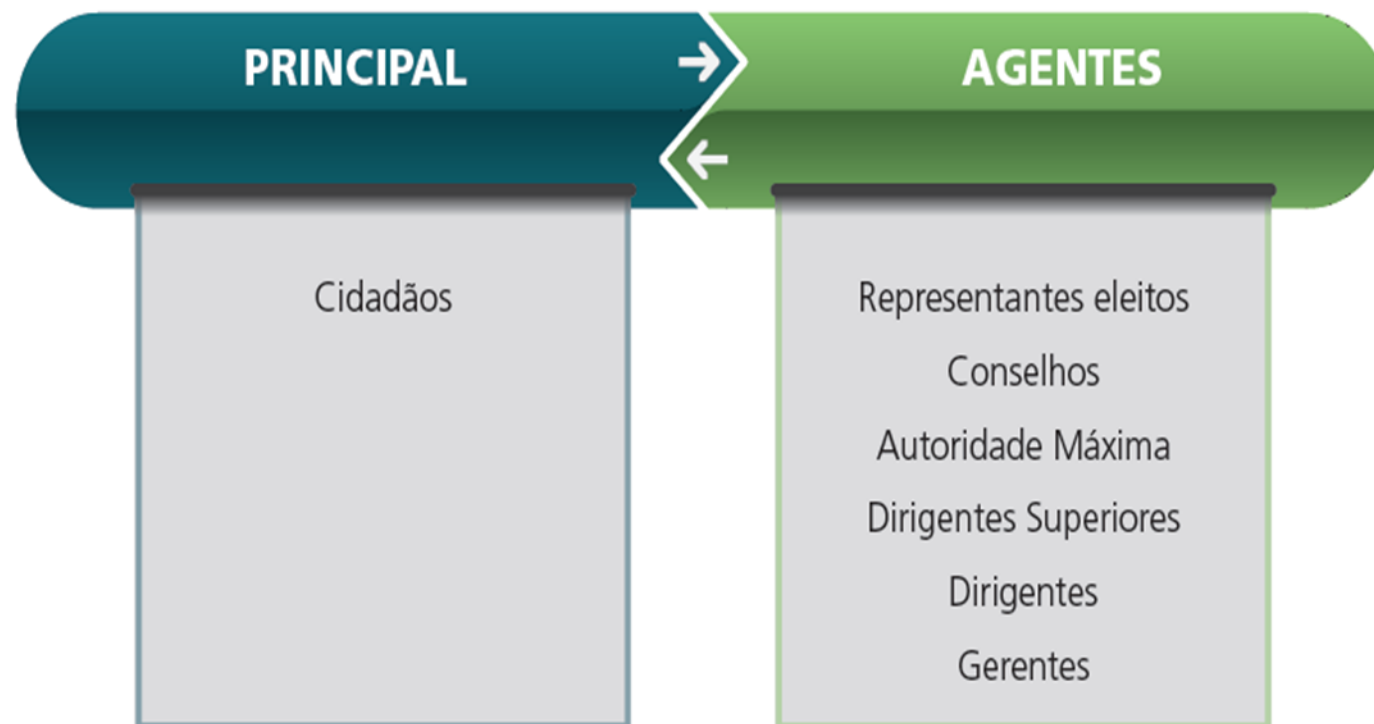 PRINCIPAL
AGENTES
Cidadãos
Representantes eleitos
Conselhos
Autoridade Máxima
Dirigentes Superiores
Dirigentes
Gerentes